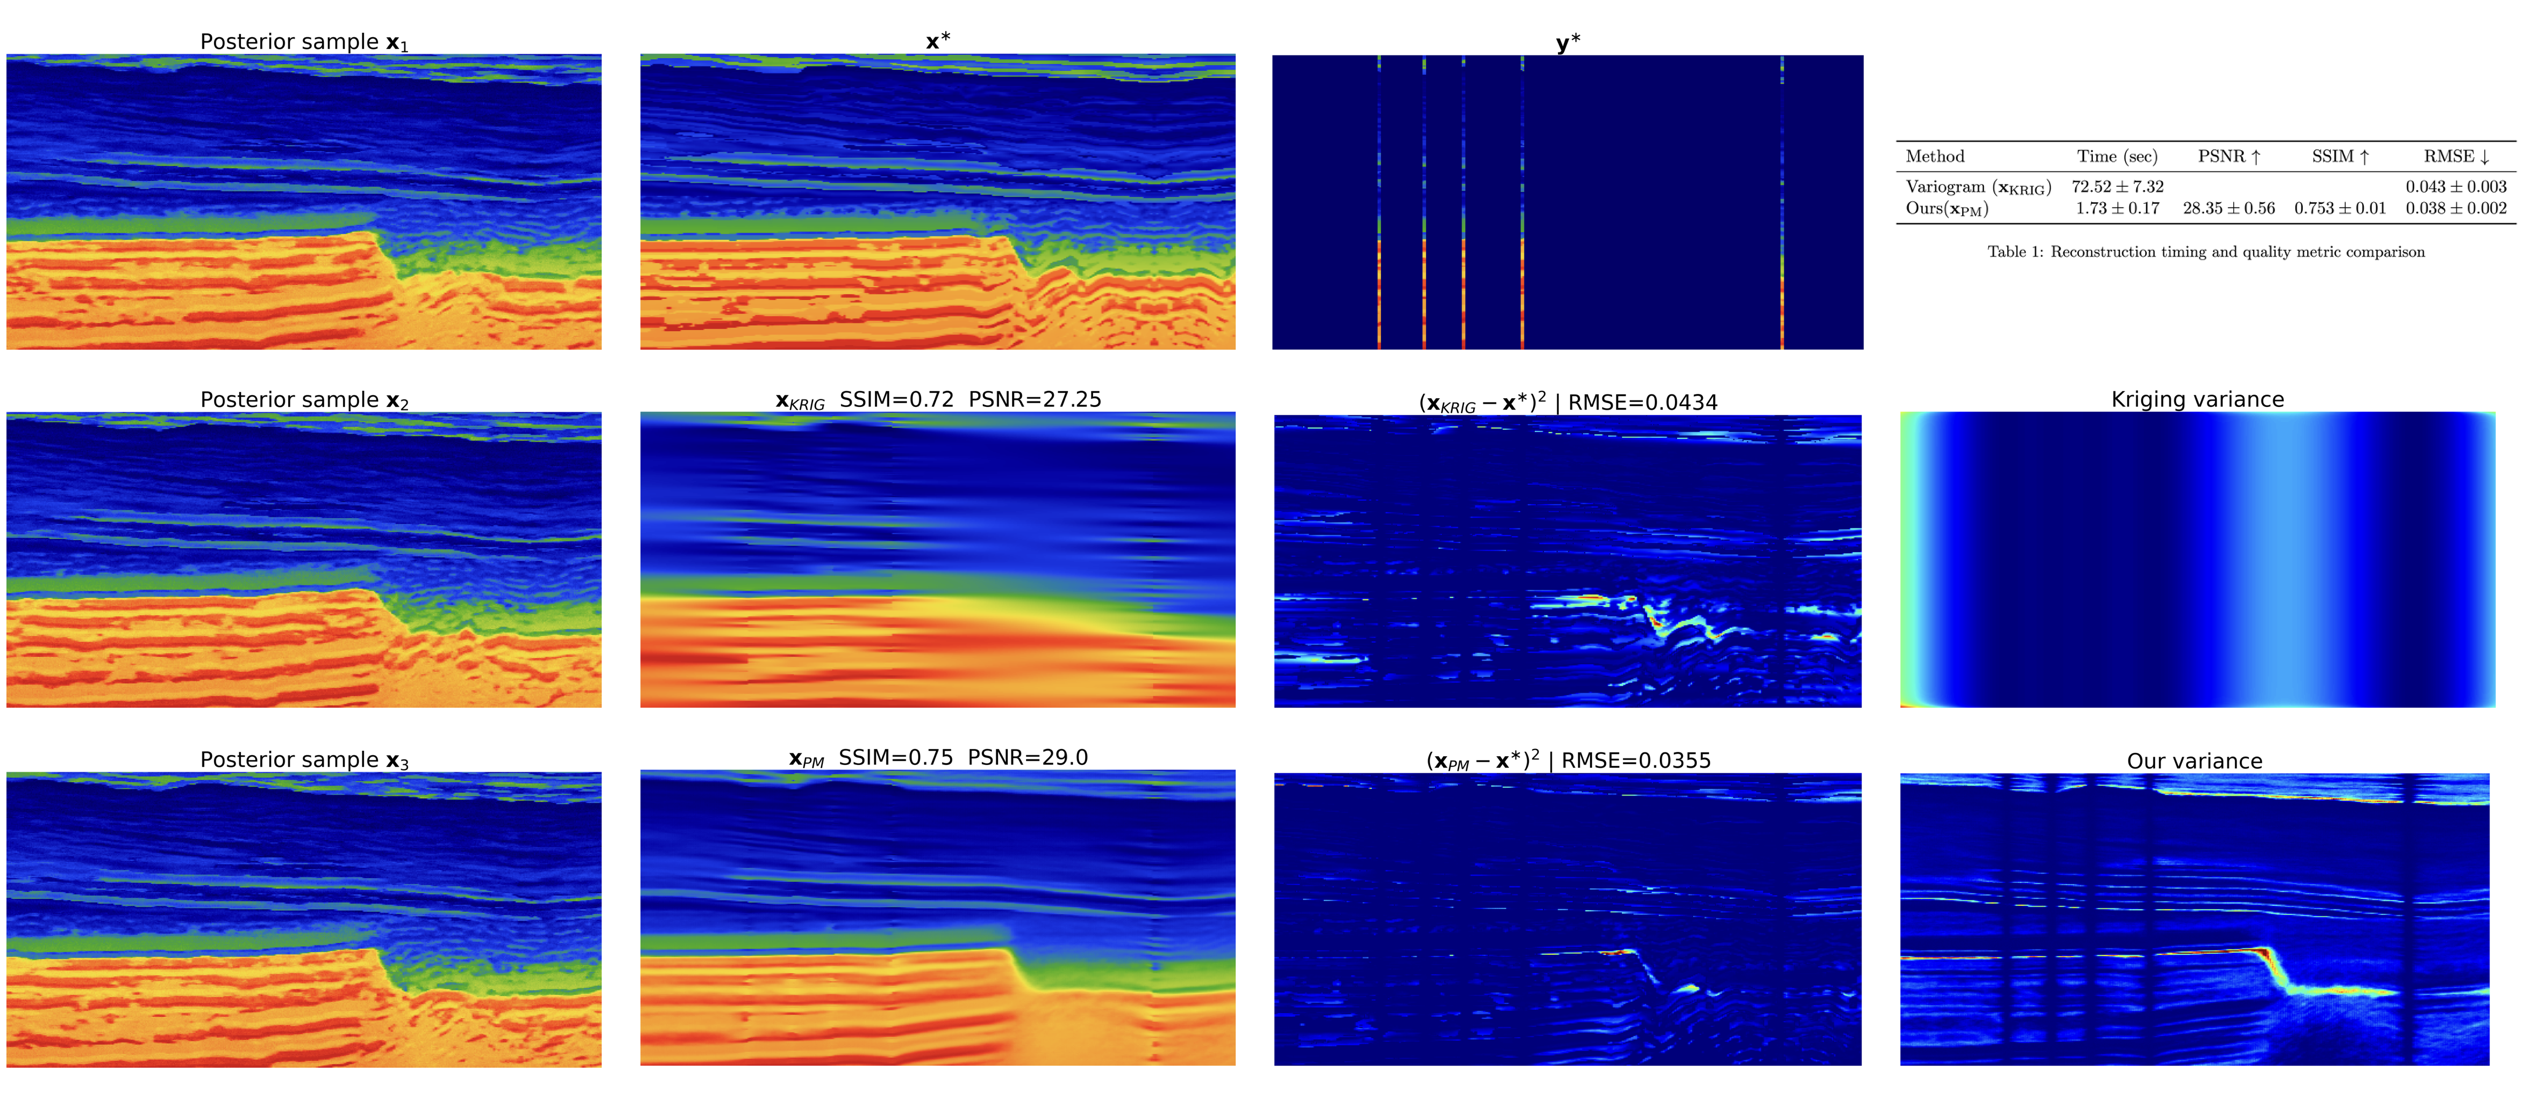 Posterior sample x₁
x*
y*
Method Time (sec) PSNR ↑ SSIM ↑ RMSE ↓
Variogram (x_KRIG) 72.52 ± 7.32 0.043 ± 0.003
Ours(x_PM) 1.73 ± 0.17 28.35 ± 0.56 0.753 ± 0.01 0.038 ± 0.002
Table 1: Reconstruction timing and quality metric comparison
Posterior sample x₂
x_KRIG SSIM=0.72 PSNR=27.25
(x_KRIG − x*)² | RMSE=0.0434
Kriging variance
Posterior sample x₃
x_PM SSIM=0.75 PSNR=29.0
(x_PM − x*)² | RMSE=0.0355
Our variance